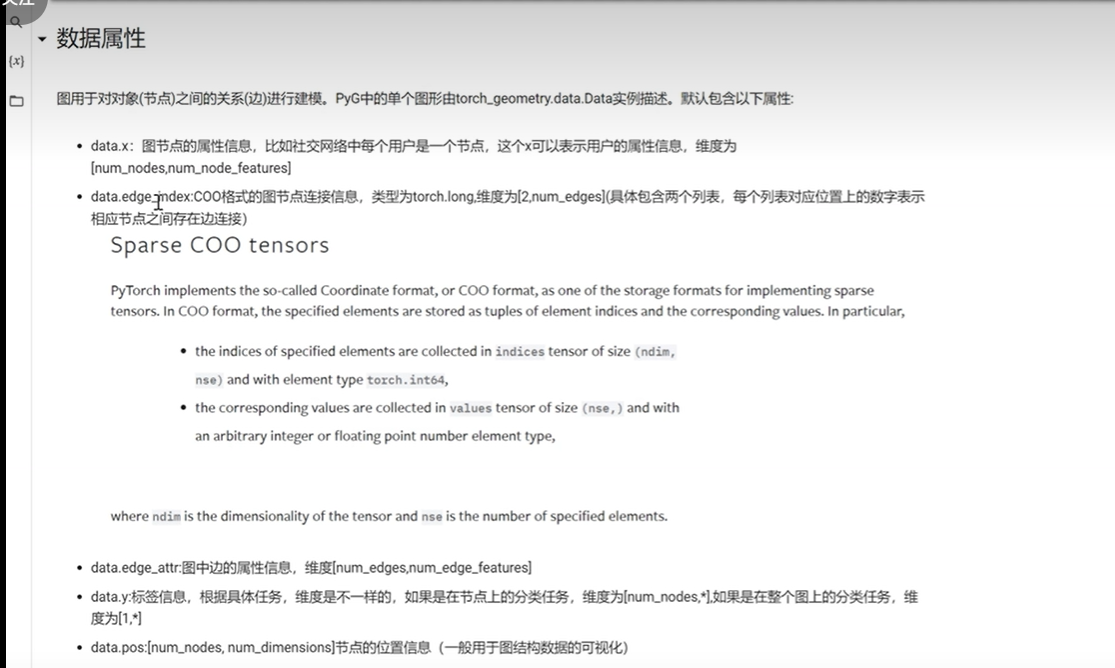 关注
{x}
数据属性
图用于对对象(节点)之间的关系(边)进行建模。PyG中的单个图形由torch_geometry.data.Data实例描述。默认包含以下属性:
• data.x：图节点的属性信息，比如社交网络中每个用户是一个节点，这个x可以表示用户的属性信息，维度为
[num_nodes,num_node_features]
• data.edge_index:COO格式的图节点连接信息，类型为torch.long,维度为[2,num_edges](具体包含两个列表，每个列表对应位置上的数字表示
相应节点之间存在边连接)
Sparse COO tensors
PyTorch implements the so-called Coordinate format, or COO format, as one of the storage formats for implementing sparse
tensors. In COO format, the specified elements are stored as tuples of element indices and the corresponding values. In particular,
• the indices of specified elements are collected in indices tensor of size (ndim,
nse) and with element type torch.int64,
• the corresponding values are collected in values tensor of size (nse,) and with
an arbitrary integer or floating point number element type,
where ndim is the dimensionality of the tensor and nse is the number of specified elements.
• data.edge_attr:图中边的属性信息，维度[num_edges,num_edge_features]
• data.y:标签信息，根据具体任务，维度是不一样的，如果是在节点上的分类任务，维度为[num_nodes,*],如果是在整个图上的分类任务，维
度为[1,*]
• data.pos:[num_nodes, num_dimensions]节点的位置信息（一般用于图结构数据的可视化）